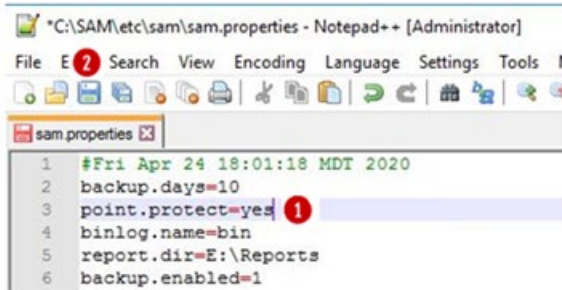 *C:\SAM\etc\sam\sam.properties - Notepad++ [Administrator]
File E 2 Search View Encoding Language Settings Tools
sam.properties
1 #Fri Apr 24 18:01:18 MDT 2020
2 backup.days=10
3 point.protect=yes 1
4 binlog.name=bin
5 report.dir=E:\Reports
6 backup.enabled=1